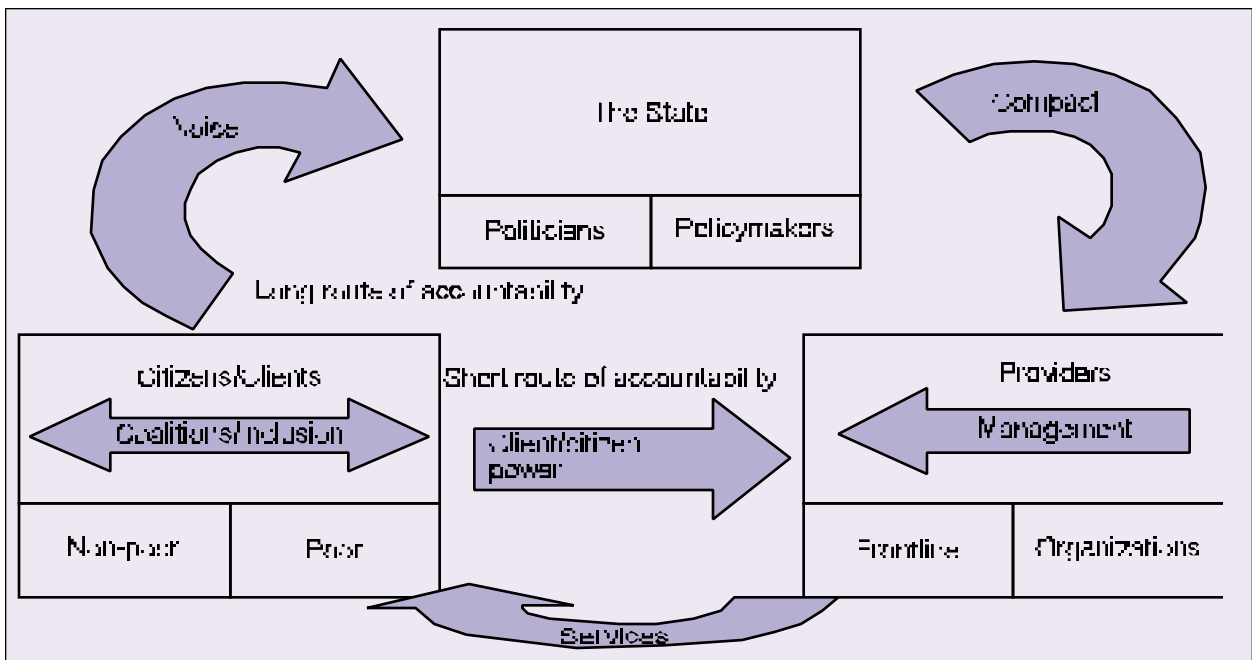 Voice
The State
Compact
Politicians
Policymakers
Long route of accountability
Citizens/Clients
Coalitions/Inclusion
Short route of accountability
Client/citizen
power
Providers
Management
Non-poor
Poor
Frontline
Organizations
Services